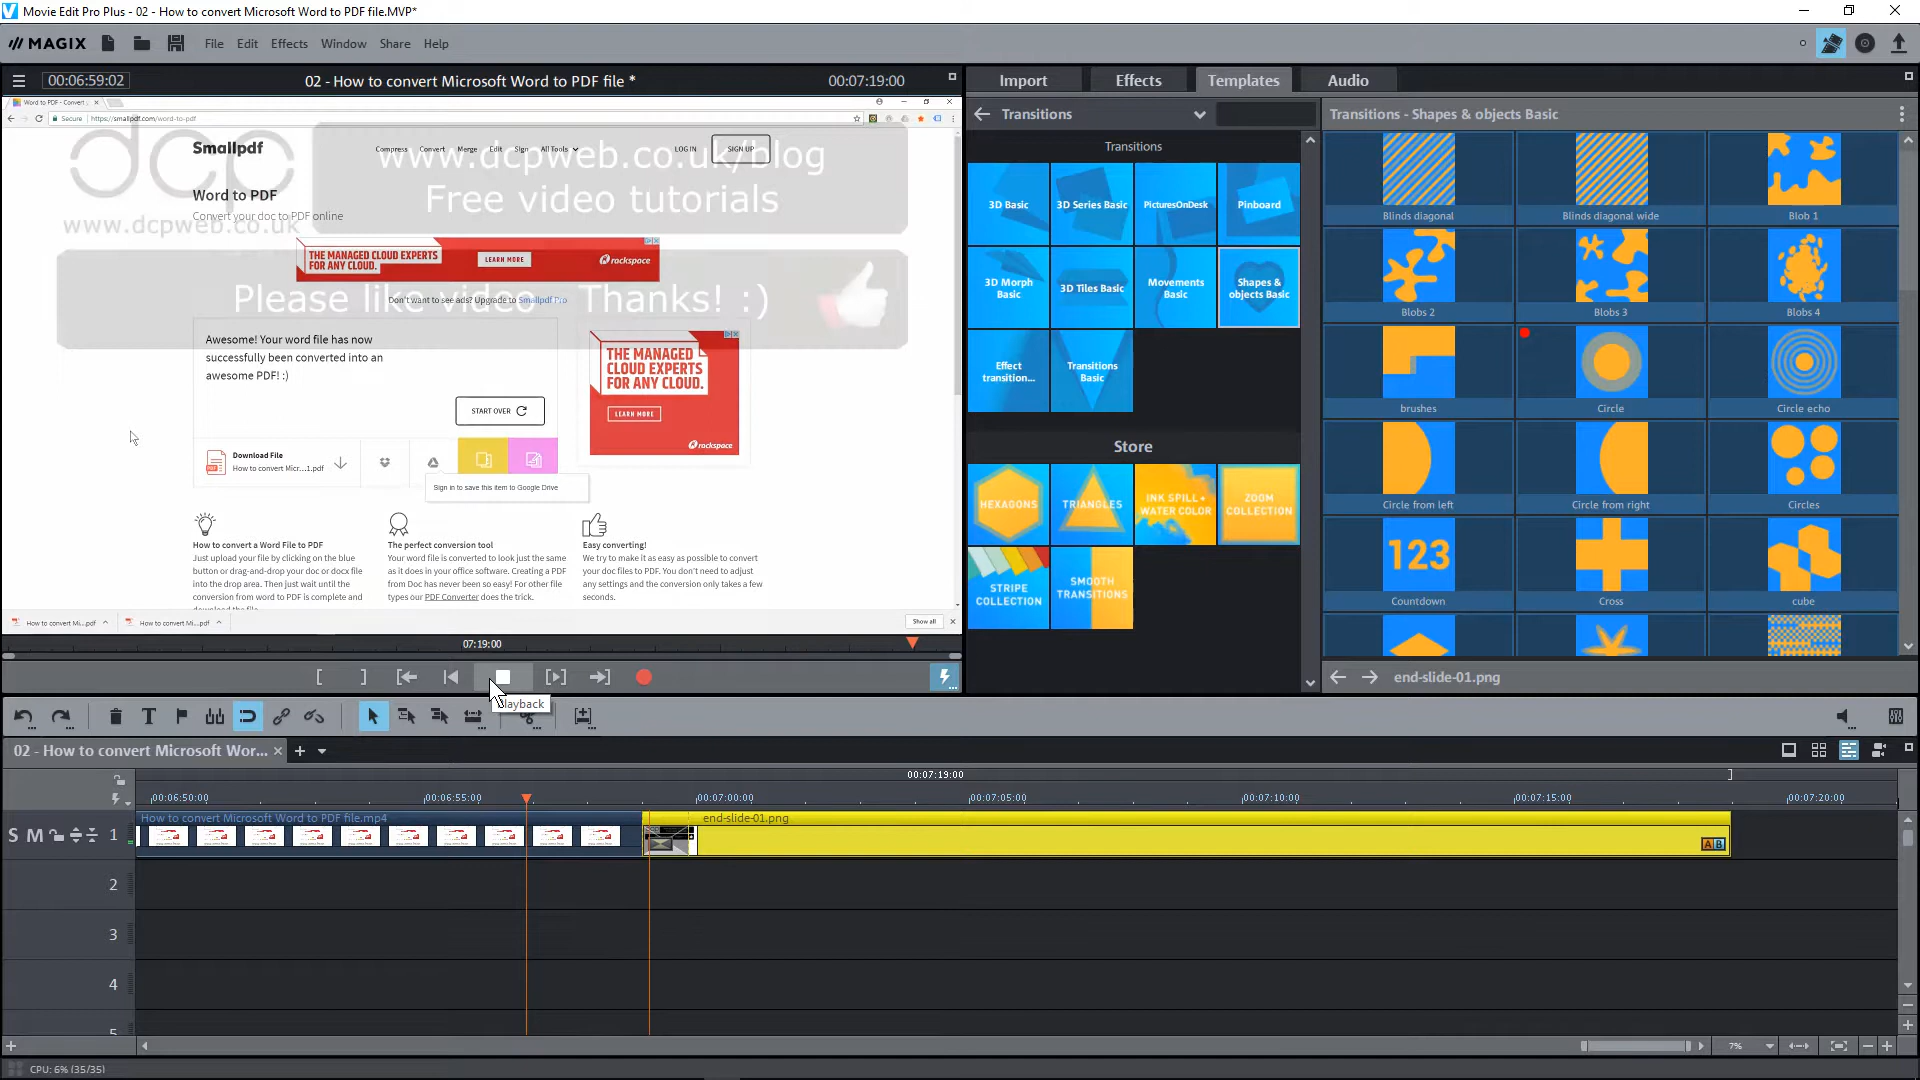 Movie Edit Pro Plus - 02 - How to convert Microsoft Word to PDF file.MVP*
MAGIX
File Edit Effects Window Share Help
00:06:59:02
02 - How to convert Microsoft Word to PDF file *
00:07:19:00
Word to PDF - Convert
Secure
https://smallpdf.com/word-to-pdf
dcp
www.dcpweb.co.uk
www.dcpweb.co.uk/blog
Free video tutorials
Please like video - Thanks! :)
Smallpdf
Compress Convert Merge Edit Sign All Tools
LOG IN
SIGN UP
Word to PDF
Convert your doc to PDF online
THE MANAGED CLOUD EXPERTS
FOR ANY CLOUD.
LEARN MORE
rackspace
Don't want to see ads? Upgrade to Smallpdf Pro
Awesome! Your word file has now
successfully been converted into an
awesome PDF! :)
START OVER
THE MANAGED
CLOUD EXPERTS
FOR ANY CLOUD.
LEARN MORE
rackspace
Download File
How to convert Micr...1.pdf
Sign in to save this item to Google Drive
How to convert a Word File to PDF
Just upload your file by clicking on the blue
button or drag-and-drop your doc or docx file
into the drop area. Then just wait until the
conversion from word to PDF is complete and
download the file.
The perfect conversion tool
Your word file is converted to look just the same
as it does in your office software. Creating a PDF
from Doc has never been so easy! For other file
types our PDF Converter does the trick.
Easy converting!
We try to make it as easy as possible to convert
your doc files to PDF. You don't need to adjust
any settings and the conversion only takes a few
seconds.
How to convert Mi....pdf
How to convert Mi....pdf
Show all
07:19:00
layback
Import
Effects
Templates
Audio
Transitions
Transitions
3D Basic
3D Series Basic
PicturesOnDesk
Pinboard
3D Morph
Basic
3D Tiles Basic
Movements
Basic
Shapes &
objects Basic
Effect
transition...
Transitions
Basic
Store
HEXAGONS
TRIANGLES
INK SPILL +
WATER COLOR
ZOOM
COLLECTION
STRIPE
COLLECTION
SMOOTH
TRANSITIONS
Transitions - Shapes & objects Basic
Blinds diagonal
Blinds diagonal wide
Blob 1
Blobs 2
Blobs 3
Blobs 4
brushes
Circle
Circle echo
Circle from left
Circle from right
Circles
123
Countdown
Cross
cube
end-slide-01.png
02 - How to convert Microsoft Wor...
00:07:19:00
00:06:50:00
00:06:55:00
00:07:00:00
00:07:05:00
00:07:10:00
00:07:15:00
00:07:20:00
S M 1
How to convert Microsoft Word to PDF file.mp4
end-slide-01.png
AB
2
3
4
5
7%
CPU: 6% (35/35)